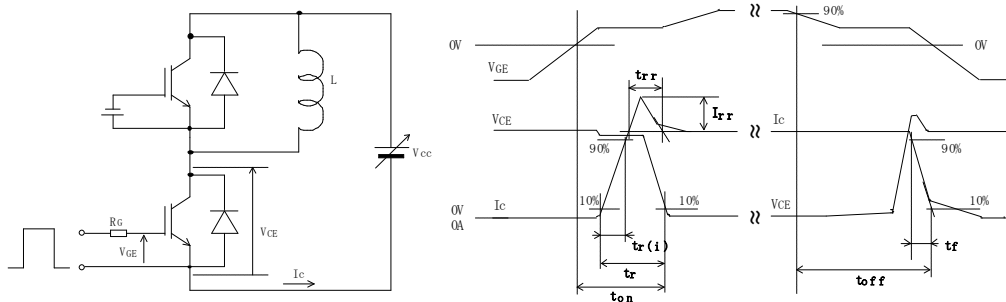 L
Vcc
RG
VGE
VCE
Ic
0V
VGE
trr
Irr
VCE
90%
Ic
0V
0A
10%
10%
tr(i)
tr
ton
90%
0V
Ic
90%
VCE
10%
tf
toff